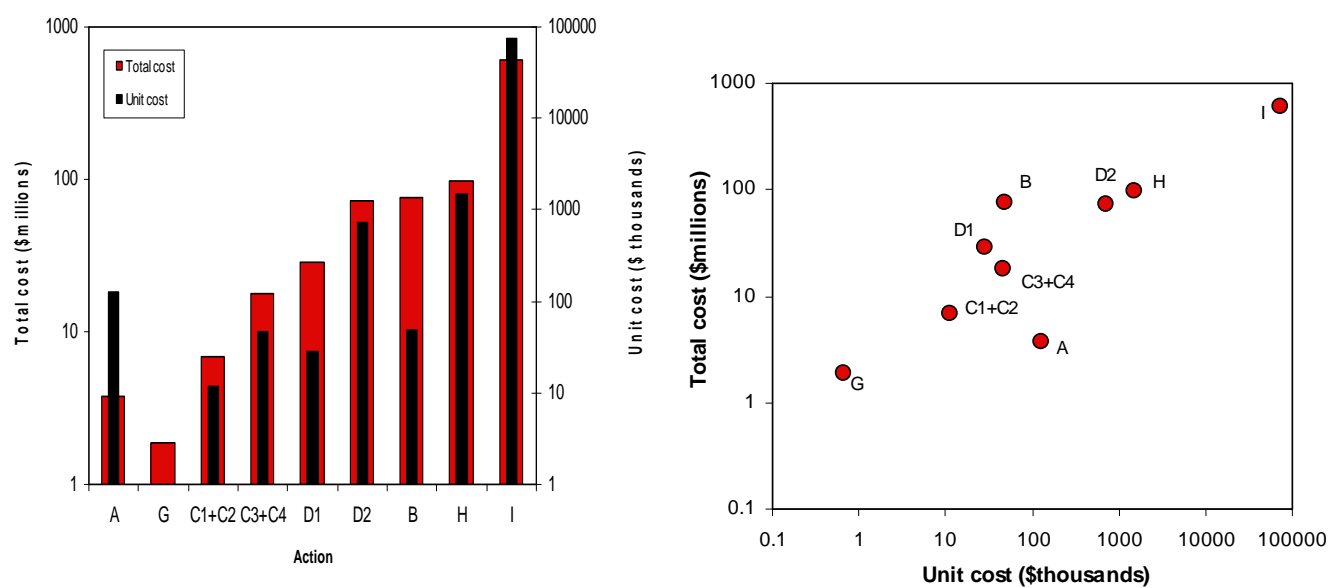 1000
100
10
1
Total cost ($millions)
Total cost
Unit cost
100000
10000
1000
100
10
1
Unit cost ($ thousands)
A G C1+C2 C3+C4 D1 D2 B H I
Action
1000
100
10
1
0.1
Total cost ($millions)
I
B
D2
H
D1
C3+C4
C1+C2
A
G
0.1 1 10 100 1000 10000 100000
Unit cost ($thousands)